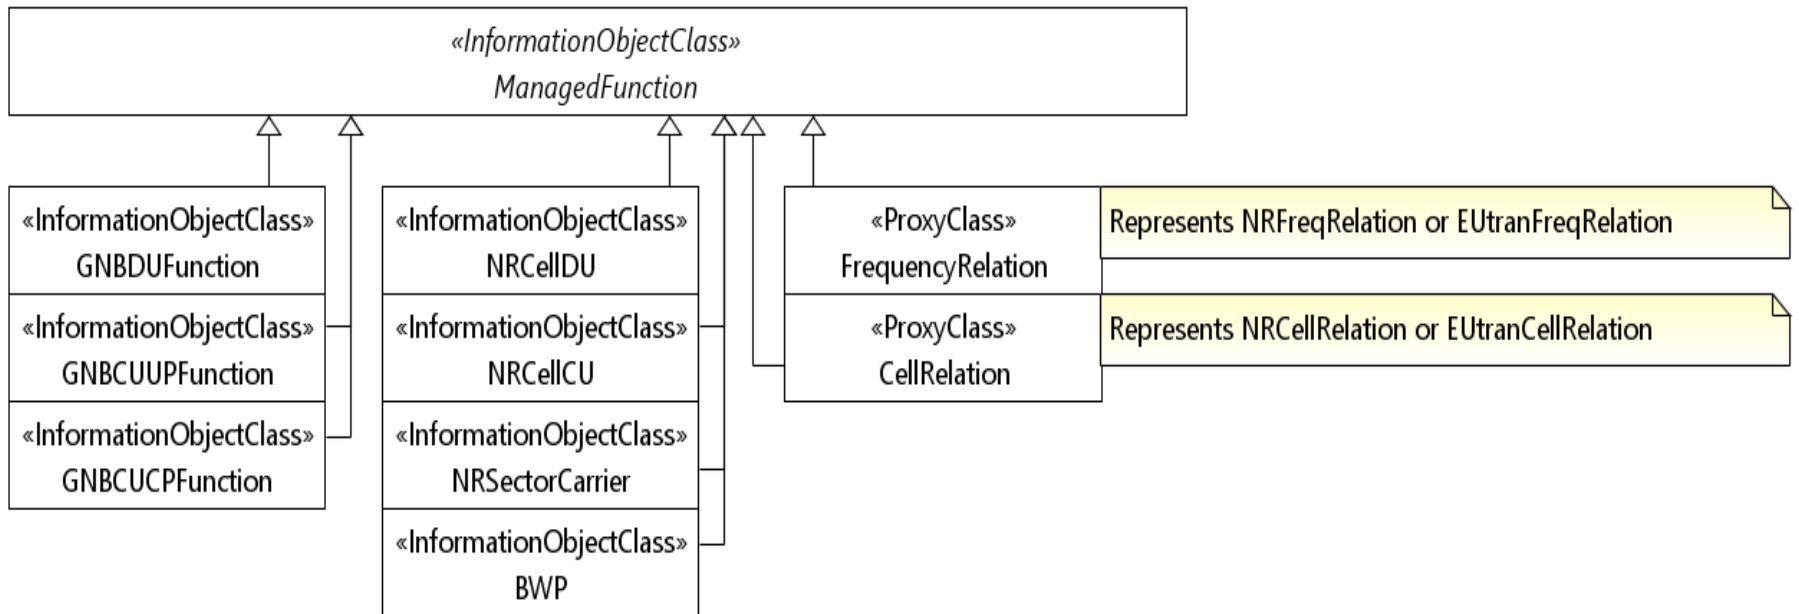 «InformationObjectClass»
ManagedFunction
«InformationObjectClass»
GNBDUFunction
«InformationObjectClass»
GNBCUUPFunction
«InformationObjectClass»
GNBCUCPFunction
«InformationObjectClass»
NRCellDU
«InformationObjectClass»
NRCellCU
«InformationObjectClass»
NRSectorCarrier
«InformationObjectClass»
BWP
«ProxyClass»
FrequencyRelation
«ProxyClass»
CellRelation
Represents NRFreqRelation or EUtranFreqRelation
Represents NRCellRelation or EUtranCellRelation